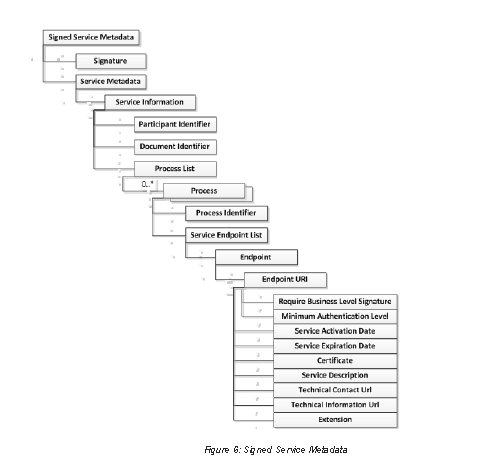 Signed Service Metadata
Signature
Service Metadata
Service Information
Participant Identifier
Document Identifier
Process List
0..*
Process
Process Identifier
Service Endpoint List
Endpoint
Endpoint URI
Require Business Level Signature
Minimum Authentication Level
Service Activation Date
Service Expiration Date
Certificate
Service Description
Technical Contact Url
Technical Information Url
Extension
Figure 6: Signed Service Metadata